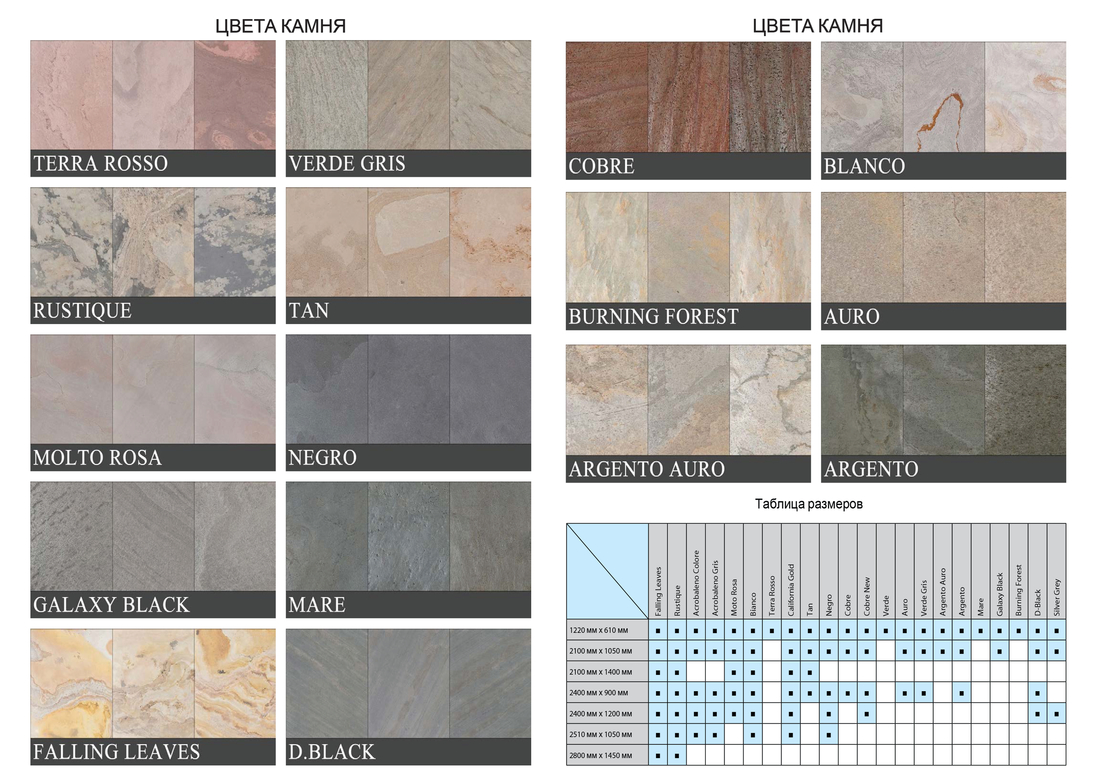 ЦВЕТА КАМНЯ
TERRA ROSSO
VERDE GRIS
RUSTIQUE
TAN
MOLTO ROSA
NEGRO
GALAXY BLACK
MARE
FALLING LEAVES
D.BLACK
ЦВЕТА КАМНЯ
COBRE
BLANCO
BURNING FOREST
AURO
ARGENTO AURO
ARGENTO
Таблица размеров
Falling Leaves
Rustique
Acrobaleno Colore
Acrobaleno Gris
Moto Rosa
Bianco
Terra Rosso
California Gold
Tan
Negro
Cobre
Cobre New
Verde
Auro
Verde Gris
Argento Auro
Argento
Mare
Galaxy Black
Burning Forest
D-Black
Silver Grey
1220 мм x 610 мм
2100 мм x 1050 мм
2100 мм x 1400 мм
2400 мм x 900 мм
2400 мм x 1200 мм
2510 мм x 1050 мм
2800 мм x 1450 мм